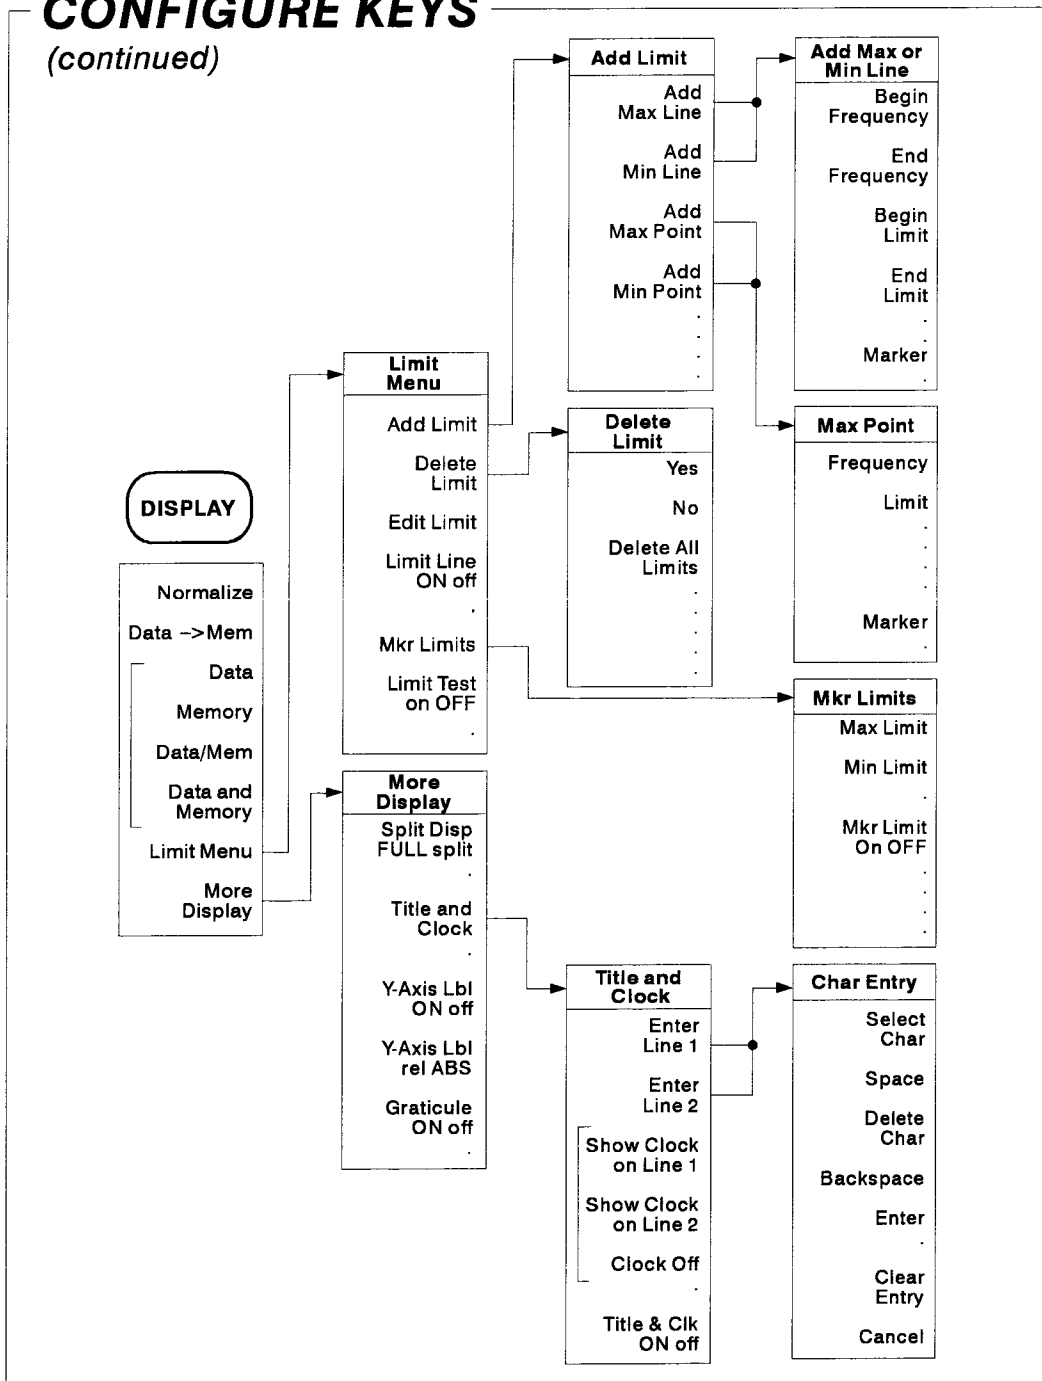 CONFIGURE KEYS
(continued)
DISPLAY
Normalize
Data ->Mem
Data
Memory
Data/Mem
Data and
Memory
Limit Menu
More
Display
Limit
Menu
Add Limit
Delete
Limit
Edit Limit
Limit Line
ON off
.
Mkr Limits
Limit Test
on OFF
.
More
Display
Split Disp
FULL split
.
Title and
Clock
.
Y-Axis Lbl
ON off
Y-Axis Lbl
rel ABS
Graticule
ON off
.
Add Limit
Add
Max Line
Add
Min Line
Add
Max Point
Add
Min Point
.
.
.
.
Delete
Limit
Yes
No
Delete All
Limits
.
.
.
.
.
Title and
Clock
Enter
Line 1
Enter
Line 2
Show Clock
on Line 1
Show Clock
on Line 2
Clock Off
.
Title & Clk
ON off
Add Max or
Min Line
Begin
Frequency
End
Frequency
Begin
Limit
End
Limit
.
.
Marker
.
Max Point
Frequency
Limit
.
.
.
.
Marker
.
Mkr Limits
Max Limit
Min Limit
.
Mkr Limit
On OFF
.
.
.
.
Char Entry
Select
Char
Space
Delete
Char
Backspace
Enter
.
Clear
Entry
Cancel